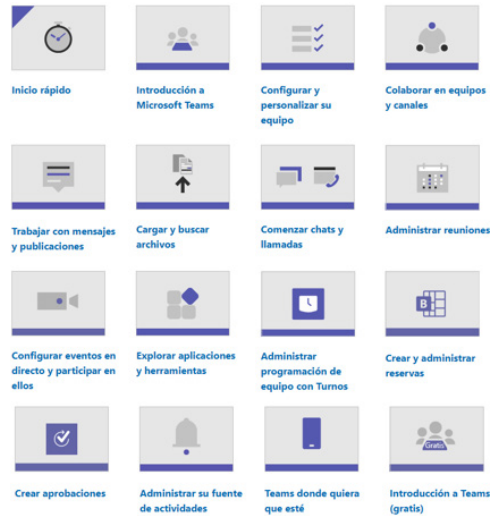 Inicio rápido
Introducción a
Microsoft Teams
Configurar y
personalizar su
equipo
Colaborar en equipos
y canales
Trabajar con mensajes
y publicaciones
Cargar y buscar
archivos
Comenzar chats y
llamadas
Administrar reuniones
B
Configurar eventos en
directo y participar en
ellos
Explorar aplicaciones
y herramientas
Administrar
programación de
equipo con Turnos
Crear y administrar
reservas
Gratis
Crear aprobaciones
Administrar su fuente
de actividades
Teams donde quiera
que esté
Introducción a Teams
(gratis)